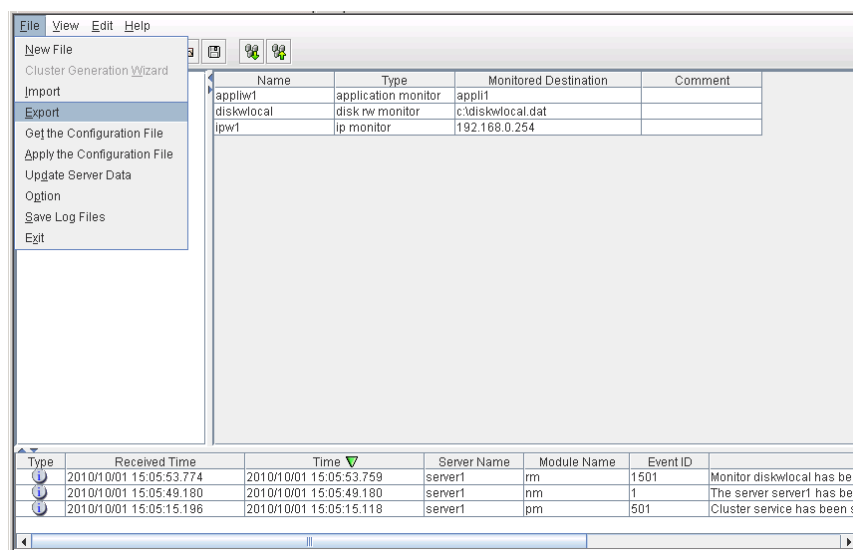 File View Edit Help
New File
Cluster Generation Wizard
Import
Export
Get the Configuration File
Apply the Configuration File
Update Server Data
Option
Save Log Files
Exit
Name Type Monitored Destination Comment
appliw1 application monitor appli1
diskwlocal disk rw monitor c:\diskwlocal.dat
ipw1 ip monitor 192.168.0.254
Type Received Time Time Server Name Module Name Event ID
2010/10/01 15:05:53.774 2010/10/01 15:05:53.759 server1 rm 1501 Monitor diskwlocal has be
2010/10/01 15:05:49.180 2010/10/01 15:05:49.180 server1 nm 1 The server server1 has be
2010/10/01 15:05:15.196 2010/10/01 15:05:15.118 server1 pm 501 Cluster service has been s